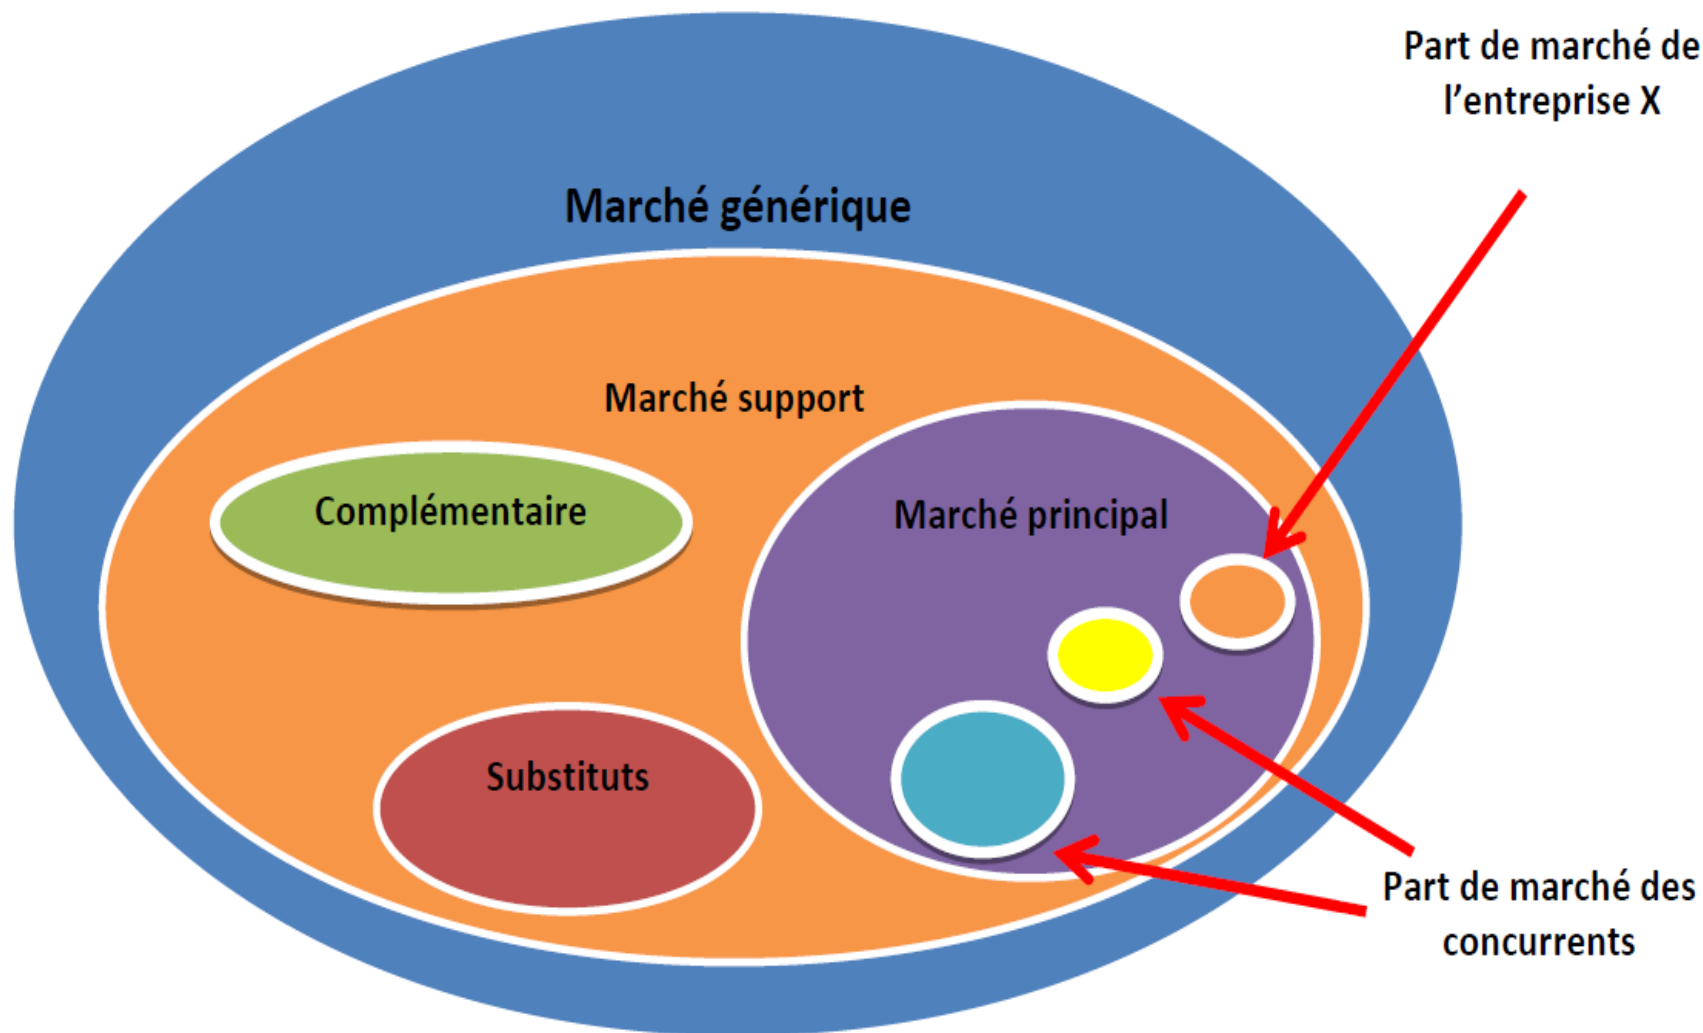 Part de marché de
l’entreprise X
Marché générique
Marché support
Complémentaire
Marché principal
Substituts
Part de marché des
concurrents